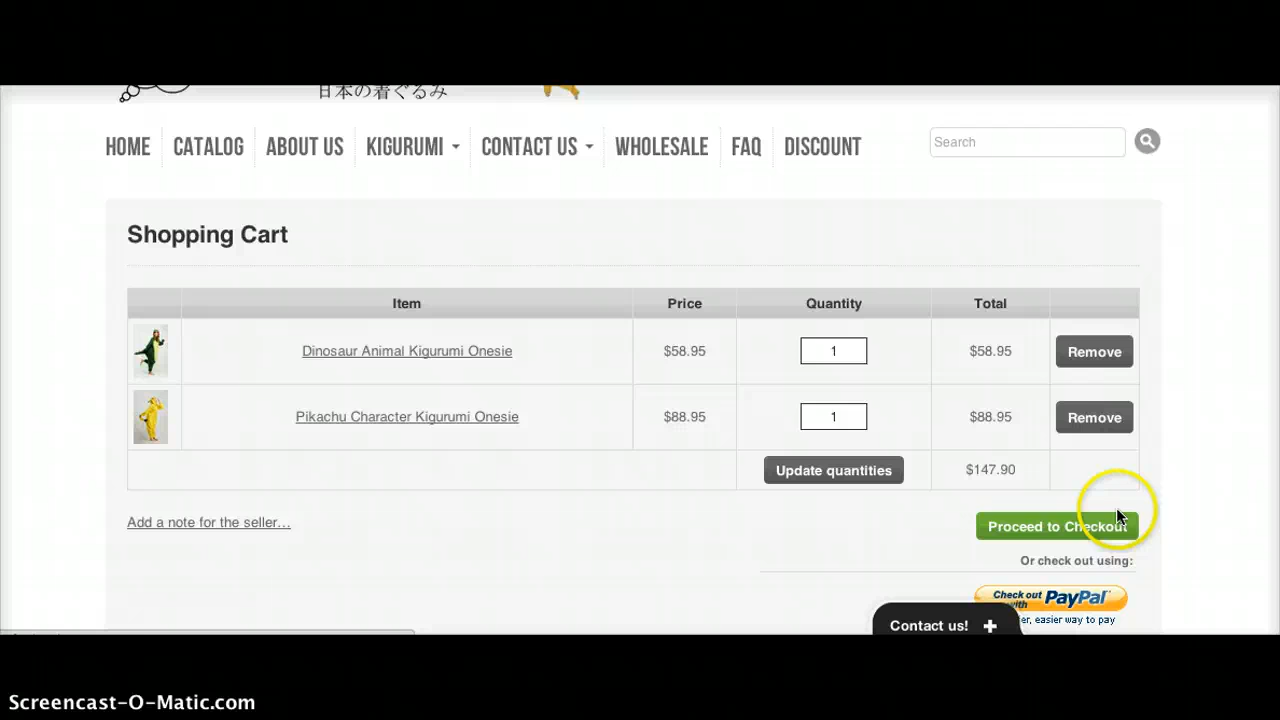 日本の着ぐるみ
HOME CATALOG ABOUT US KIGURUMI CONTACT US WHOLESALE FAQ DISCOUNT Search
Shopping Cart
Item Price Quantity Total
Dinosaur Animal Kigurumi Onesie $58.95 1 $58.95 Remove
Pikachu Character Kigurumi Onesie $88.95 1 $88.95 Remove
Update quantities $147.90
Add a note for the seller... Proceed to Checkout
Or check out using:
Check out with PayPal
easier way to pay
Contact us! +
Screencast-O-Matic.com